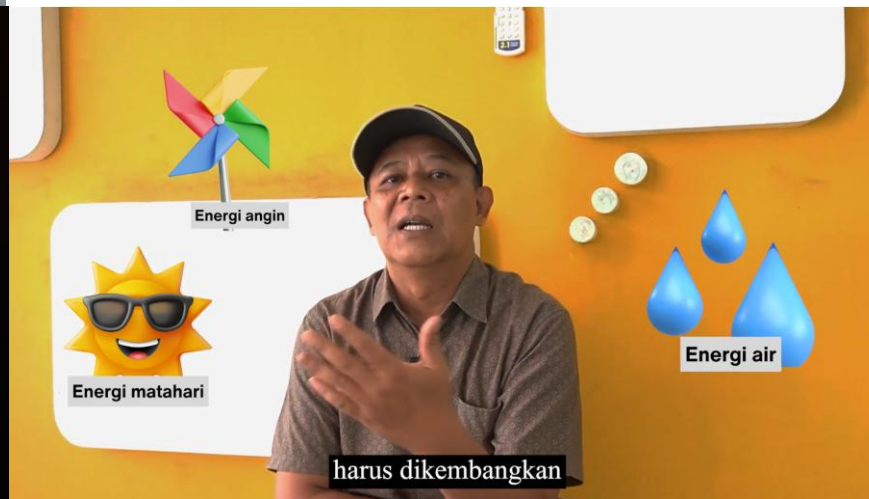 Energi angin
Energi matahari
Energi air
harus dikembangkan